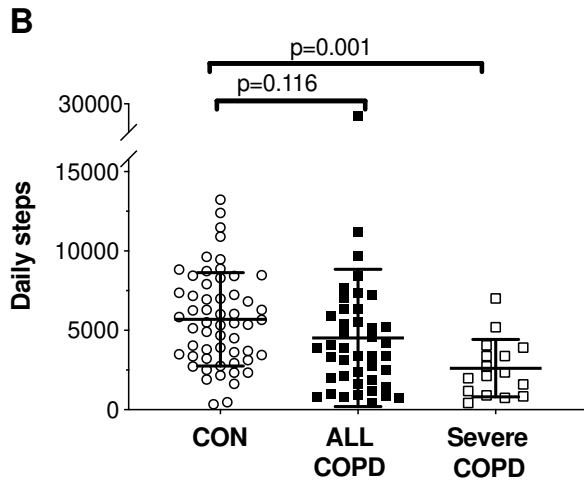 B
p=0.001
p=0.116
30000
15000
10000
5000
0
Daily steps
CON ALL Severe
COPD COPD